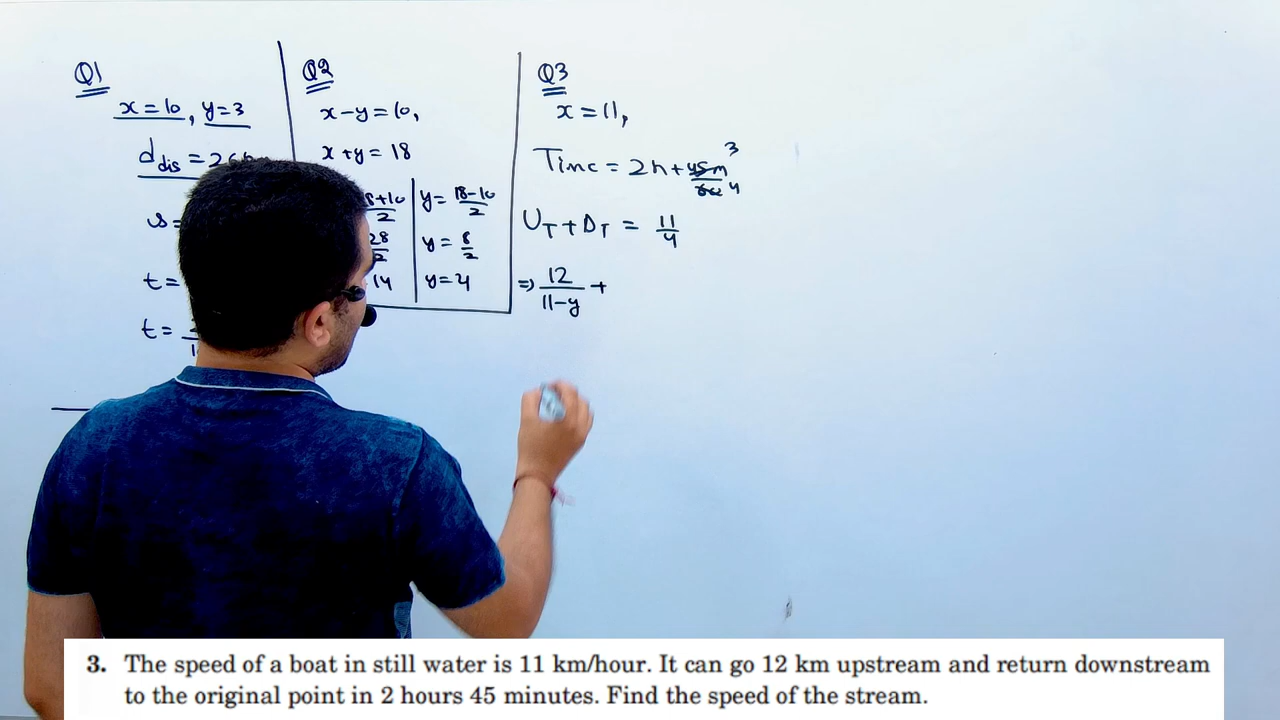 Q1
x=10, y=3
d dis =
s=
t=
t=
Q2
x-y=10,
x+y=18
y=18-10/2
28/2
y=8/2
14
y=4
Q3
x=11,
Time = 2h+45m/60 3/4
U_T+D_T = 11/4
⇒ 12/11-y +
3. The speed of a boat in still water is 11 km/hour. It can go 12 km upstream and return downstream
to the original point in 2 hours 45 minutes. Find the speed of the stream.